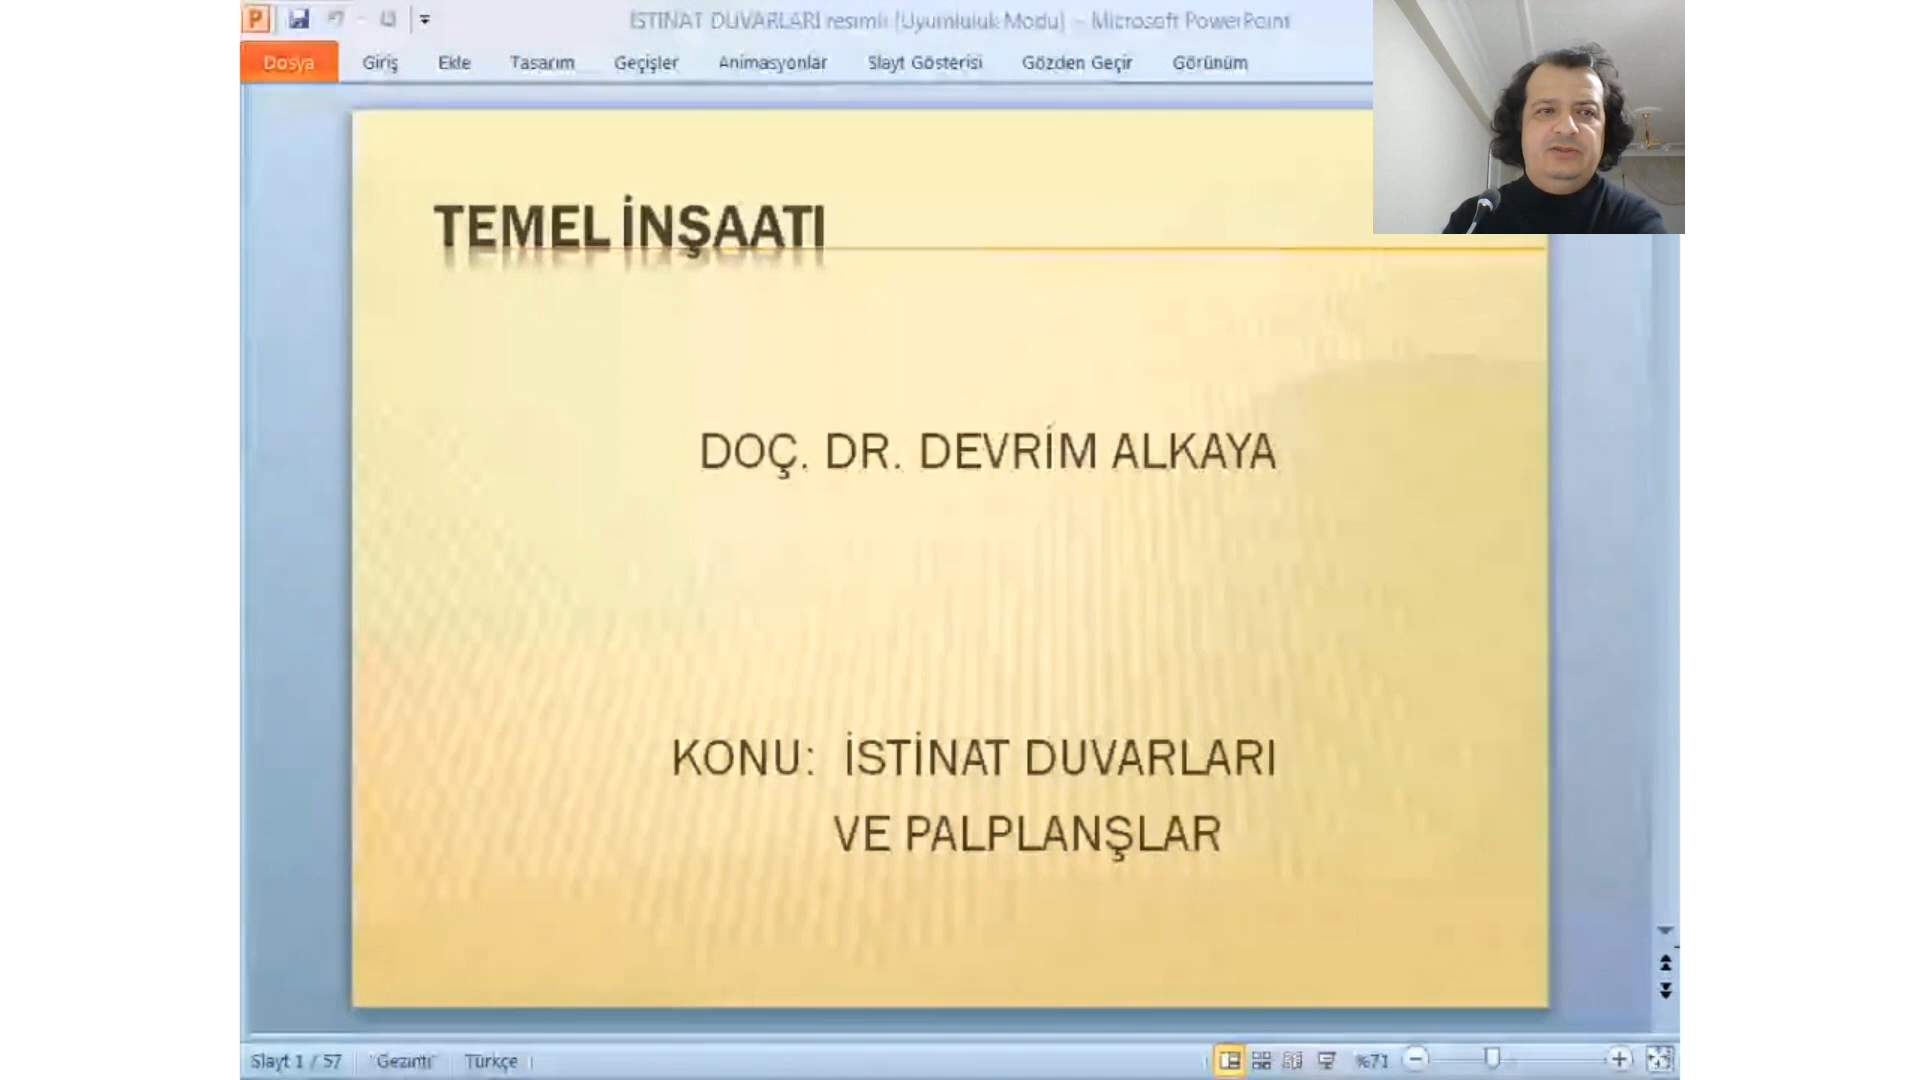 İSTİNAT DUVARLARI resimli [Uyumluluk Modu] - Microsoft PowerPoint
Dosya Giriş Ekle Tasarım Geçişler Animasyonlar Slayt Gösterisi Gözden Geçir Görünüm
TEMEL İNŞAATI
DOÇ. DR. DEVRİM ALKAYA
KONU: İSTİNAT DUVARLARI
VE PALPLANŞLAR
Slayt 1 / 57 "Gezinti" Türkçe %71